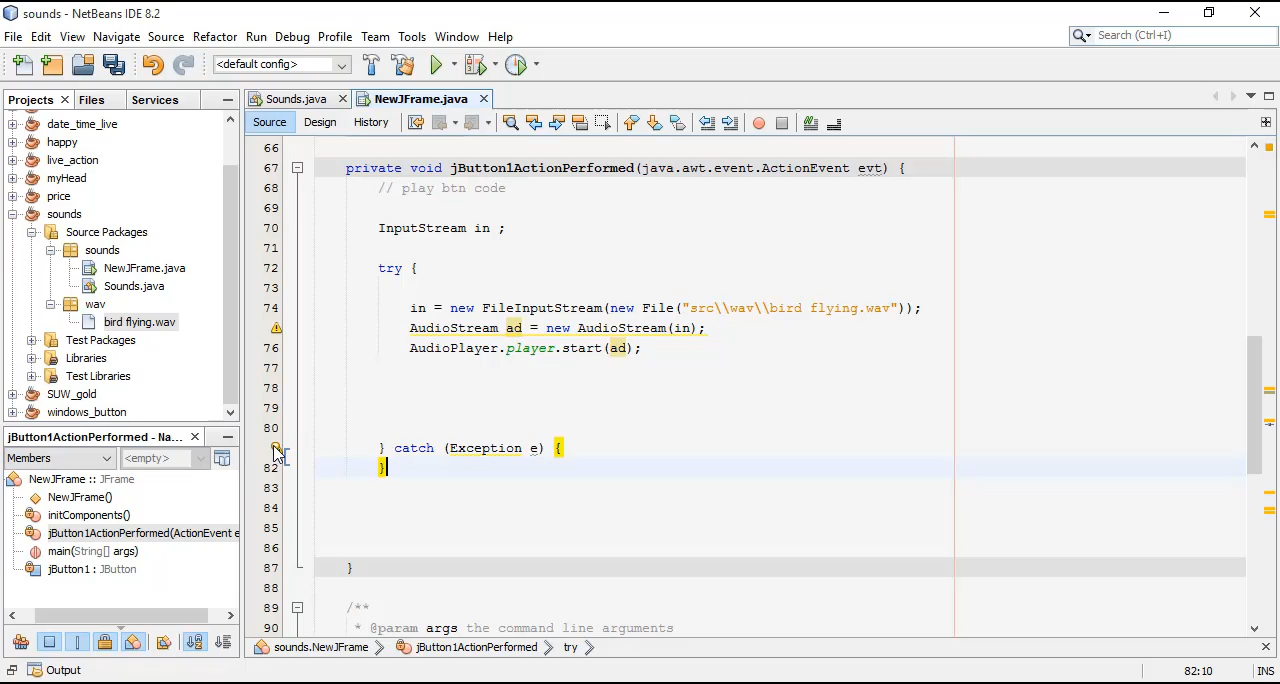 sounds - NetBeans IDE 8.2
File Edit View Navigate Source Refactor Run Debug Profile Team Tools Window Help
Search (Ctrl+I)
<default config>
Projects Files Services
date_time_live
happy
live_action
myHead
price
sounds
Source Packages
sounds
NewJFrame.java
Sounds.java
wav
bird flying.wav
Test Packages
Libraries
Test Libraries
SUW_gold
windows_button
jButton1ActionPerformed - Na...
Members <empty>
NewJFrame :: JFrame
NewJFrame()
initComponents()
jButton1ActionPerformed(ActionEvent e
main(String[] args)
jButton1 : JButton
Sounds.java NewJFrame.java
Source Design History
66
67 private void jButton1ActionPerformed(java.awt.event.ActionEvent evt) {
68 // play btn code
69
70 InputStream in ;
71
72 try {
73
74 in = new FileInputStream(new File("src\\wav\\bird flying.wav"));
AudioStream ad = new AudioStream(in);
76 AudioPlayer.player.start(ad);
77
78
79
80
} catch (Exception e) {
82 }
83
84
85
86
87 }
88
89 /**
90 * @param args the command line arguments
sounds.NewJFrame jButton1ActionPerformed try
Output
82:10 INS